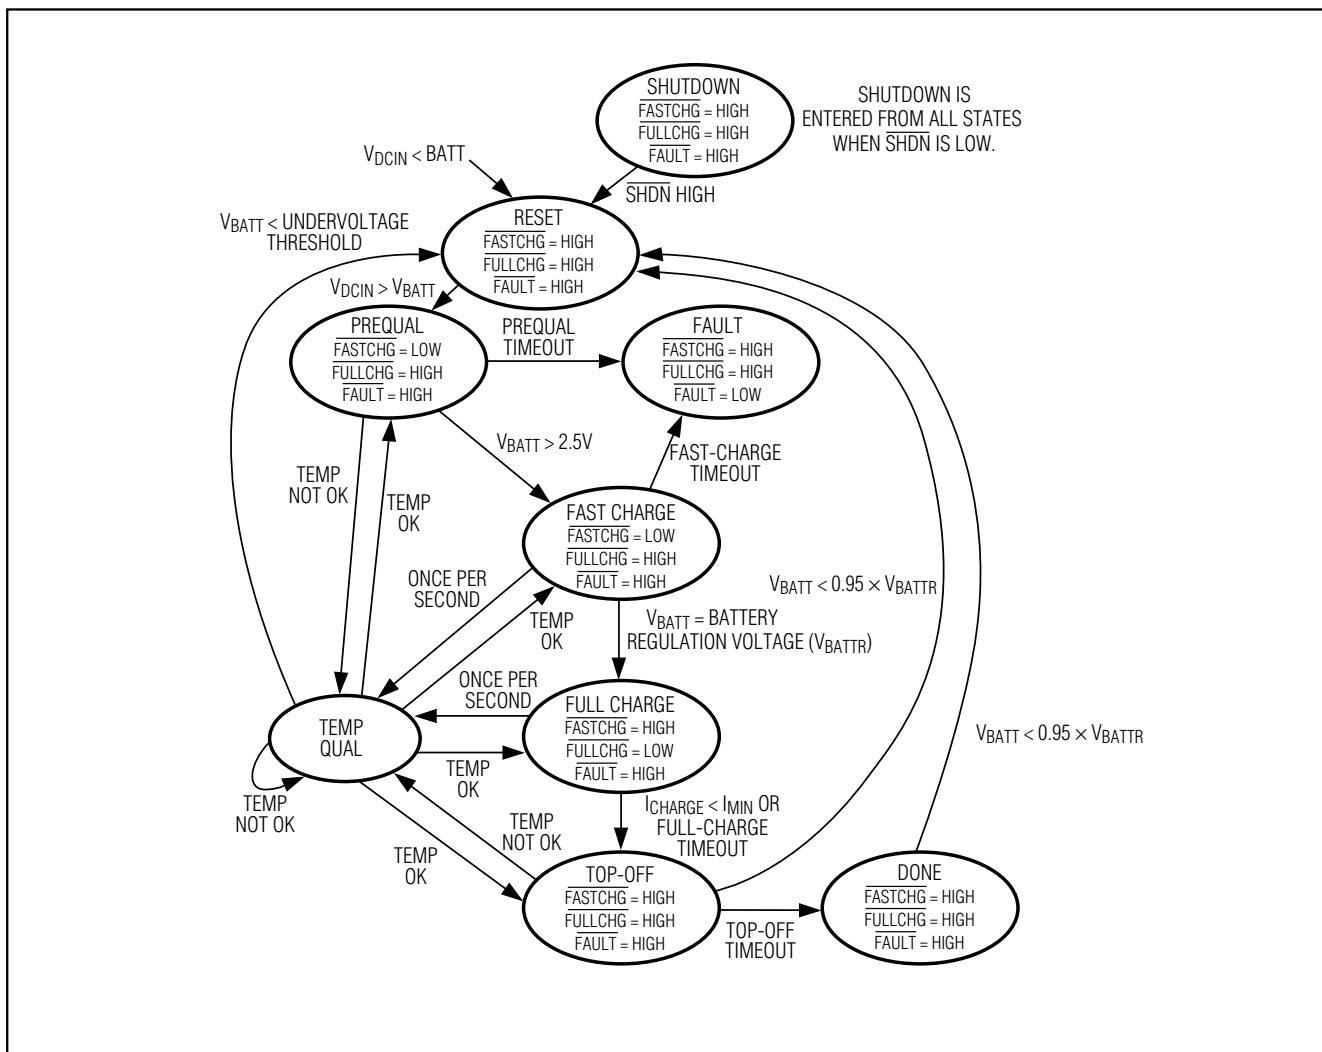 SHUTDOWN
FASTCHG = HIGH
FULLCHG = HIGH
FAULT = HIGH
SHUTDOWN IS
ENTERED FROM ALL STATES
WHEN SHDN IS LOW.
VDCIN < BATT
SHDN HIGH
RESET
FASTCHG = HIGH
FULLCHG = HIGH
FAULT = HIGH
VBATT < UNDERVOLTAGE
THRESHOLD
VDCIN > VBATT
PREQUAL
FASTCHG = LOW
FULLCHG = HIGH
FAULT = HIGH
PREQUAL
TIMEOUT
FAULT
FASTCHG = HIGH
FULLCHG = HIGH
FAULT = LOW
VBATT > 2.5V
FAST-CHARGE
TIMEOUT
TEMP
NOT OK
TEMP
OK
FAST CHARGE
FASTCHG = LOW
FULLCHG = HIGH
FAULT = HIGH
ONCE PER
SECOND
TEMP
OK
VBATT = BATTERY
REGULATION VOLTAGE (VBATTR)
VBATT < 0.95 × VBATTR
ONCE PER
SECOND
FULL CHARGE
FASTCHG = HIGH
FULLCHG = LOW
FAULT = HIGH
TEMP
QUAL
TEMP
OK
VBATT < 0.95 × VBATTR
TEMP
NOT OK
TEMP
NOT OK
ICHARGE < IMIN OR
FULL-CHARGE
TIMEOUT
TEMP
OK
TOP-OFF
FASTCHG = HIGH
FULLCHG = HIGH
FAULT = HIGH
TOP-OFF
TIMEOUT
DONE
FASTCHG = HIGH
FULLCHG = HIGH
FAULT = HIGH